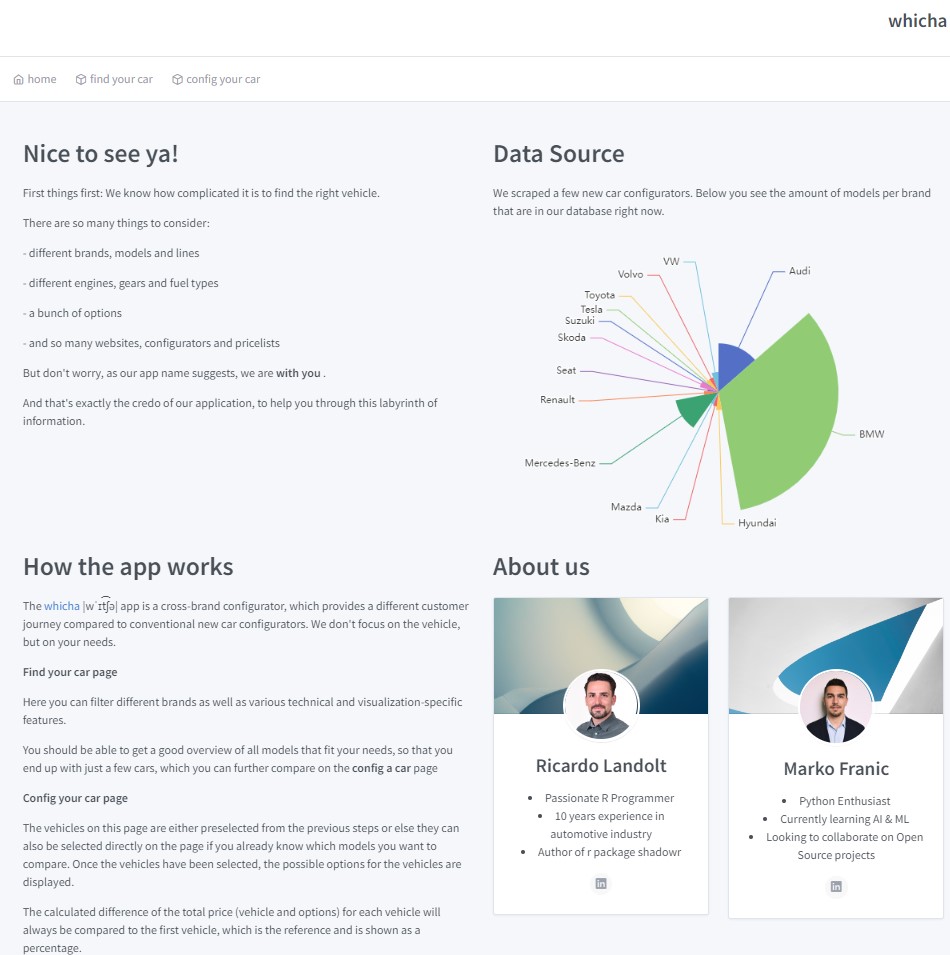 whicha
home find your car config your car
Nice to see ya!
First things first: We know how complicated it is to find the right vehicle.
There are so many things to consider:
- different brands, models and lines
- different engines, gears and fuel types
- a bunch of options
- and so many websites, configurators and pricelists
But don't worry, as our app name suggests, we are with you .
And that's exactly the credo of our application, to help you through this labyrinth of
information.
Data Source
We scraped a few new car configurators. Below you see the amount of models per brand
that are in our database right now.
VW
Audi
Volvo
Toyota
Tesla
Suzuki
Skoda
Seat
Renault
BMW
Mercedes-Benz
Mazda
Kia
Hyundai
How the app works
The whicha |wˈɪt͡ʃə| app is a cross-brand configurator, which provides a different customer
journey compared to conventional new car configurators. We don't focus on the vehicle,
but on your needs.
Find your car page
Here you can filter different brands as well as various technical and visualization-specific
features.
You should be able to get a good overview of all models that fit your needs, so that you
end up with just a few cars, which you can further compare on the config a car page
Config your car page
The vehicles on this page are either preselected from the previous steps or else they can
also be selected directly on the page if you already know which models you want to
compare. Once the vehicles have been selected, the possible options for the vehicles are
displayed.
The calculated difference of the total price (vehicle and options) for each vehicle will
always be compared to the first vehicle, which is the reference and is shown as a
percentage.
About us
Ricardo Landolt
• Passionate R Programmer
• 10 years experience in
automotive industry
• Author of r package shadowr
in
Marko Franic
• Python Enthusiast
• Currently learning AI & ML
• Looking to collaborate on Open
Source projects
in